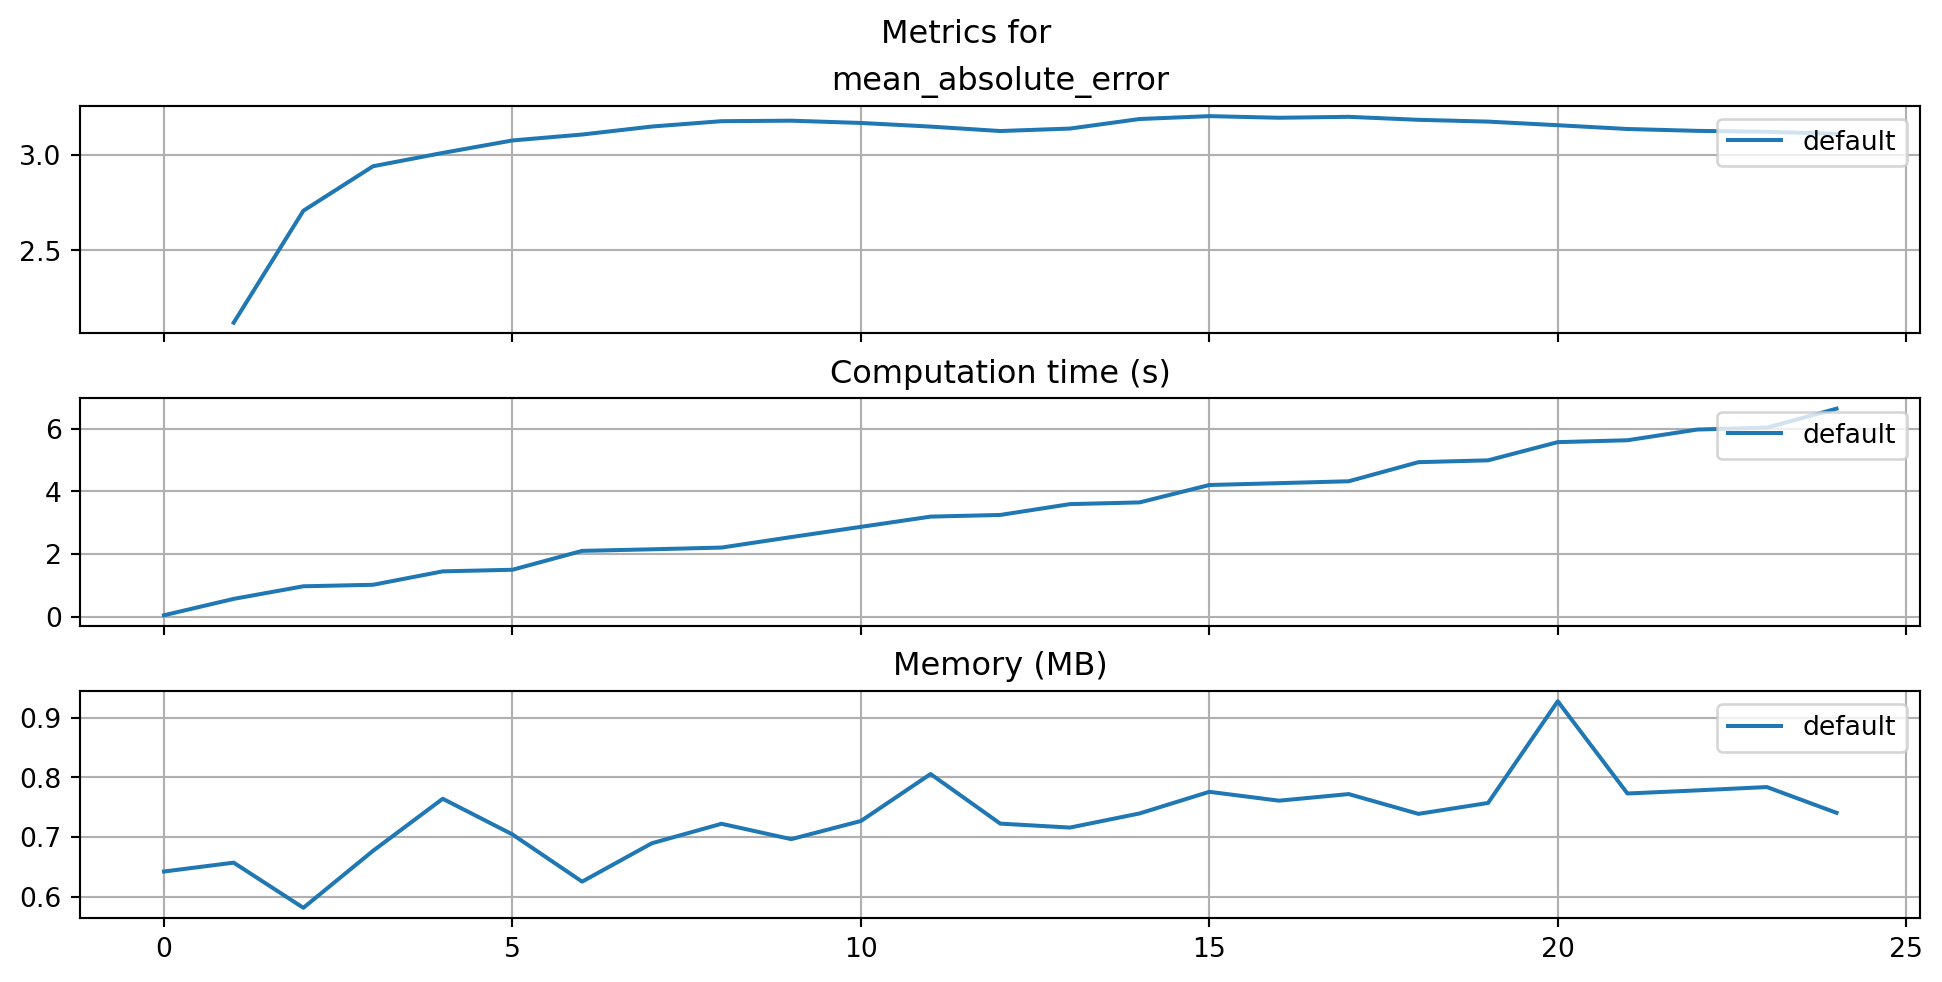 Metrics for
mean_absolute_error
3.0
2.5
default
Computation time (s)
6
4
2
0
default
Memory (MB)
0.9
0.8
0.7
0.6
default
0 5 10 15 20 25